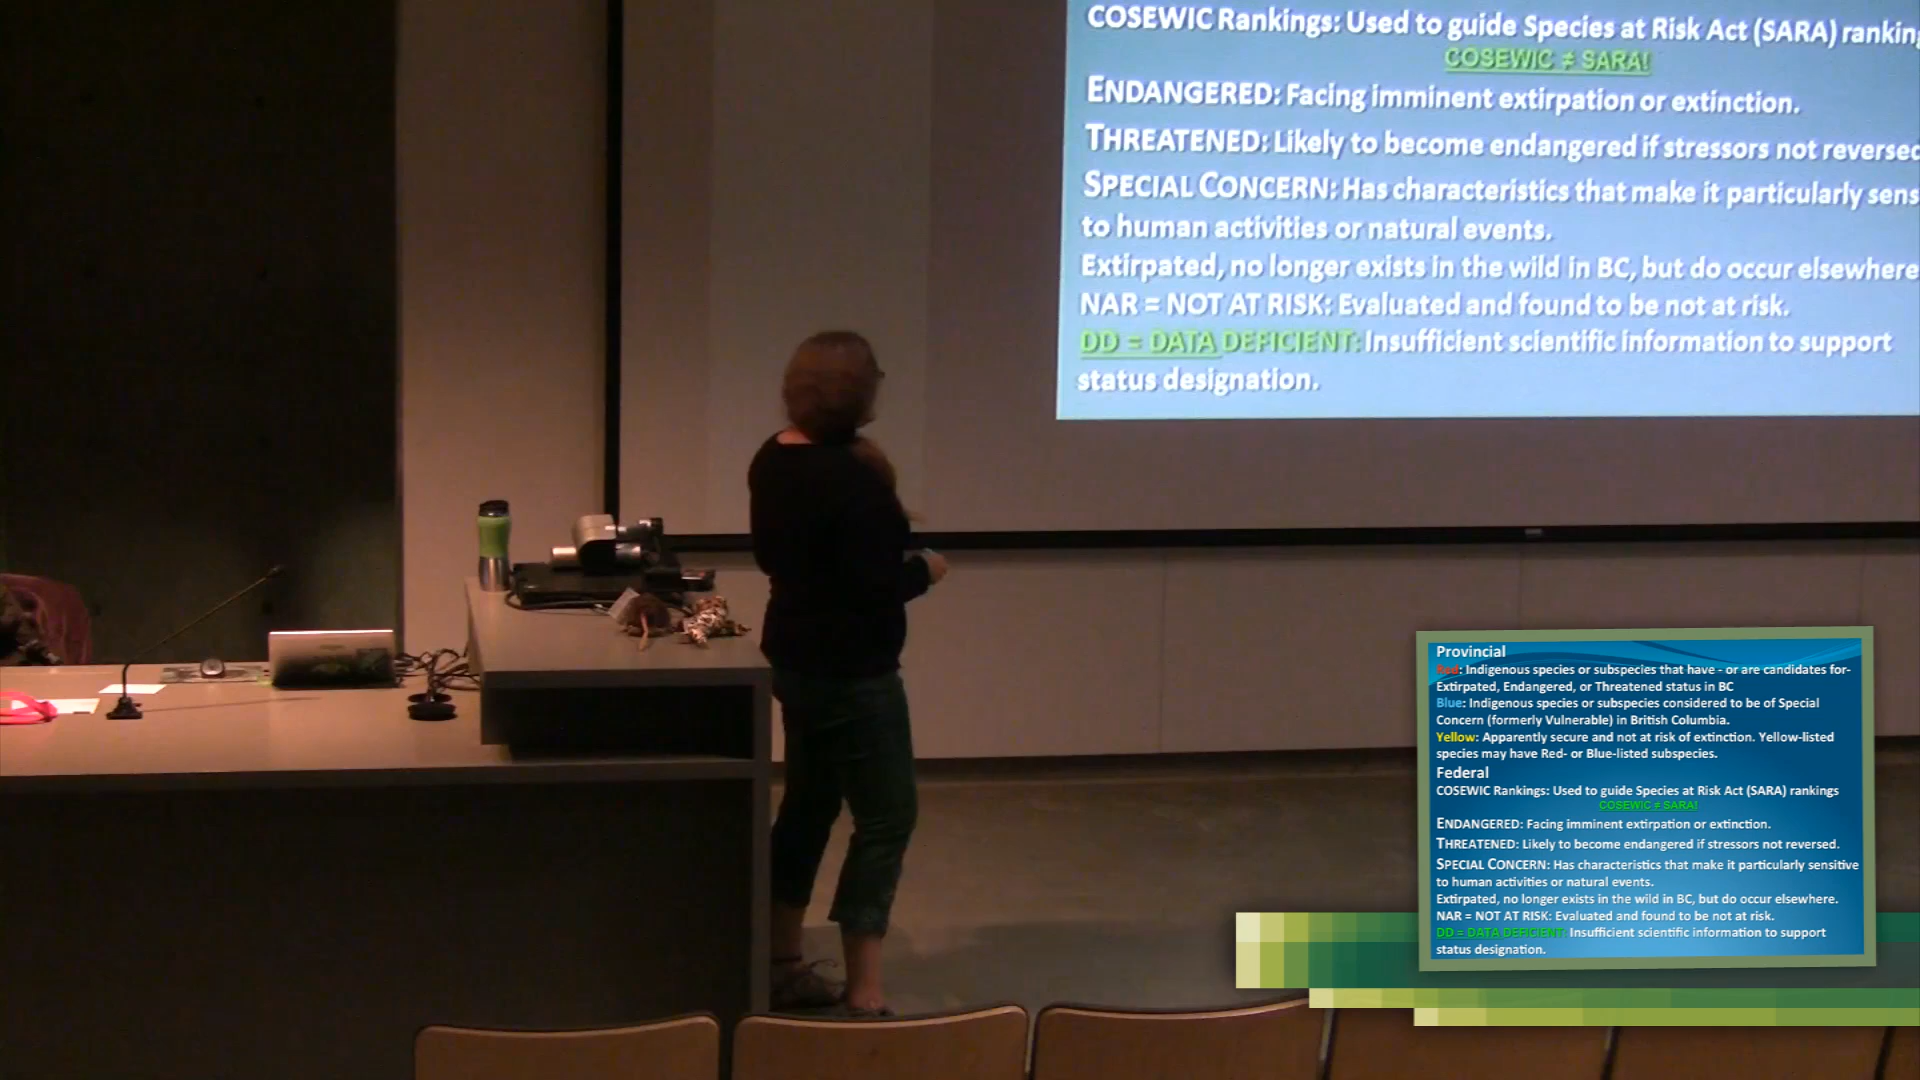 COSEWIC Rankings: Used to guide Species at Risk Act (SARA)
COSEWIC ≠ SARA!
ENDANGERED: Facing imminent extirpation or extinction.
THREATENED: Likely to become endangered if stressors not reversed
SPECIAL CONCERN: Has characteristics that make it particularly
to human activities or natural events.
Extirpated, no longer exists in the wild in BC, but do occur elsewhere
NAR = NOT AT RISK: Evaluated and found to be not at risk.
DD = DATA DEFICIENT: Insufficient scientific information to support
status designation.
Provincial
Red: Indigenous species or subspecies that have - or are candidates for-
Extirpated, Endangered, or Threatened status in BC
Blue: Indigenous species or subspecies considered to be of Special
Concern (formerly Vulnerable) in British Columbia.
Yellow: Apparently secure and not at risk of extinction. Yellow-listed
species may have Red- or Blue-listed subspecies.
Federal
COSEWIC Rankings: Used to guide Species at Risk Act (SARA) rankings
COSEWIC ≠ SARA!
ENDANGERED: Facing imminent extirpation or extinction.
THREATENED: Likely to become endangered if stressors not reversed.
SPECIAL CONCERN: Has characteristics that make it particularly sensitive
to human activities or natural events.
Extirpated, no longer exists in the wild in BC, but do occur elsewhere.
NAR = NOT AT RISK: Evaluated and found to be not at risk.
DD = DATA DEFICIENT: Insufficient scientific information to support
status designation.